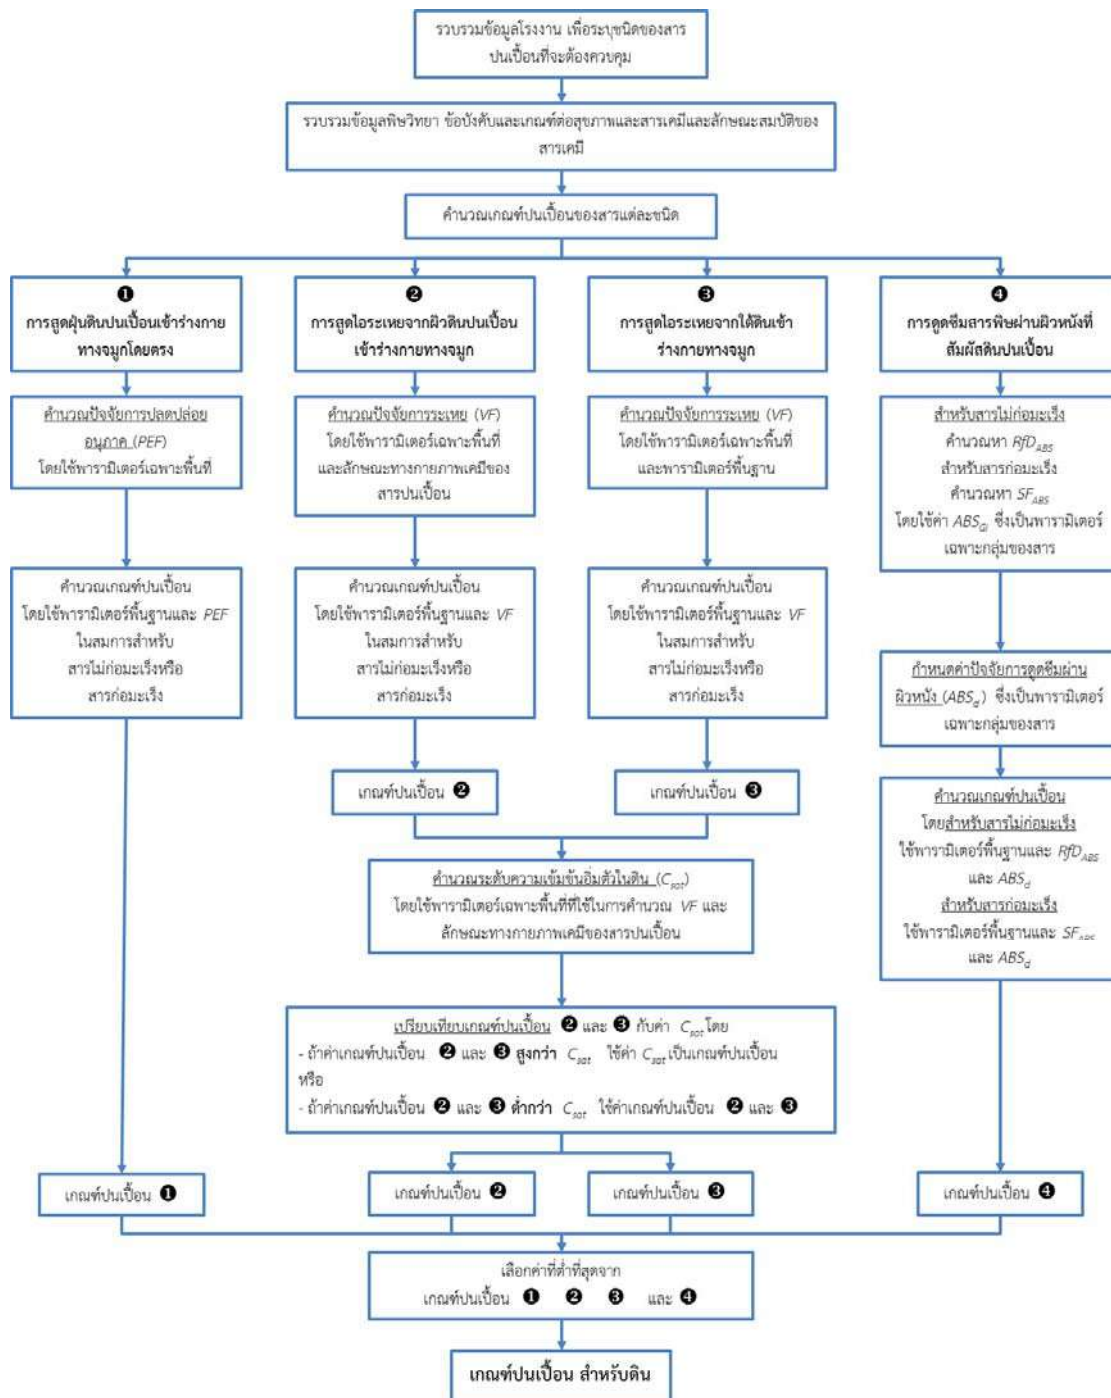 รวบรวมข้อมูลโรงงาน เพื่อระบุชนิดของสาร
ปนเปื้อนที่จะต้องควบคุม
รวบรวมข้อมูลพิษวิทยา ข้อบังคับและเกณฑ์ต่อสุขภาพและสารเคมีและลักษณะสมบัติของ
สารเคมี
คำนวณเกณฑ์ปนเปื้อนของสารแต่ละชนิด
❶
การสูดฝุ่นดินปนเปื้อนเข้าร่างกาย
ทางจมูกโดยตรง
คำนวณปัจจัยการปลดปล่อย
อนุภาค (PEF)
โดยใช้พารามิเตอร์เฉพาะพื้นที่
คำนวณเกณฑ์ปนเปื้อน
โดยใช้พารามิเตอร์พื้นฐานและ PEF
ในสมการสำหรับ
สารไม่ก่อมะเร็งหรือ
สารก่อมะเร็ง
❷
การสูดไอระเหยจากผิวดินปนเปื้อน
เข้าร่างกายทางจมูก
คำนวณปัจจัยการระเหย (VF)
โดยใช้พารามิเตอร์เฉพาะพื้นที่
และลักษณะทางกายภาพเคมีของ
สารปนเปื้อน
คำนวณเกณฑ์ปนเปื้อน
โดยใช้พารามิเตอร์พื้นฐานและ VF
ในสมการสำหรับ
สารไม่ก่อมะเร็งหรือ
สารก่อมะเร็ง
เกณฑ์ปนเปื้อน ❷
❸
การสูดไอระเหยจากใต้ดินเข้า
ร่างกายทางจมูก
คำนวณปัจจัยการระเหย (VF)
โดยใช้พารามิเตอร์เฉพาะพื้นที่
และพารามิเตอร์พื้นฐาน
คำนวณเกณฑ์ปนเปื้อน
โดยใช้พารามิเตอร์พื้นฐานและ VF
ในสมการสำหรับ
สารไม่ก่อมะเร็งหรือ
สารก่อมะเร็ง
เกณฑ์ปนเปื้อน ❸
❹
การดูดซึมสารพิษผ่านผิวหนังที่
สัมผัสดินปนเปื้อน
สำหรับสารไม่ก่อมะเร็ง
คำนวณหา RfD_ABS
สำหรับสารก่อมะเร็ง
คำนวณหา SF_ABS
โดยใช้ค่า ABS_GI ซึ่งเป็นพารามิเตอร์
เฉพาะกลุ่มของสาร
กำหนดค่าปัจจัยการดูดซึมผ่าน
ผิวหนัง (ABS_d) ซึ่งเป็นพารามิเตอร์
เฉพาะกลุ่มของสาร
คำนวณเกณฑ์ปนเปื้อน
โดยสำหรับสารไม่ก่อมะเร็ง
ใช้พารามิเตอร์พื้นฐานและ RfD_ABS
และ ABS_d
สำหรับสารก่อมะเร็ง
ใช้พารามิเตอร์พื้นฐานและ SF_ABS
และ ABS_d
คำนวณระดับความเข้มข้นอิ่มตัวในดิน (C_sat)
โดยใช้พารามิเตอร์เฉพาะพื้นที่ที่ใช้ในการคำนวณ VF และ
ลักษณะทางกายภาพเคมีของสารปนเปื้อน
เปรียบเทียบเกณฑ์ปนเปื้อน ❷ และ ❸ กับค่า C_sat โดย
- ถ้าค่าเกณฑ์ปนเปื้อน ❷ และ ❸ สูงกว่า C_sat ใช้ค่า C_sat เป็นเกณฑ์ปนเปื้อน
หรือ
- ถ้าค่าเกณฑ์ปนเปื้อน ❷ และ ❸ ต่ำกว่า C_sat ใช้ค่าเกณฑ์ปนเปื้อน ❷ และ ❸
เกณฑ์ปนเปื้อน ❶
เกณฑ์ปนเปื้อน ❷
เกณฑ์ปนเปื้อน ❸
เกณฑ์ปนเปื้อน ❹
เลือกค่าที่ต่ำที่สุดจาก
เกณฑ์ปนเปื้อน ❶ ❷ ❸ และ ❹
เกณฑ์ปนเปื้อน สำหรับดิน